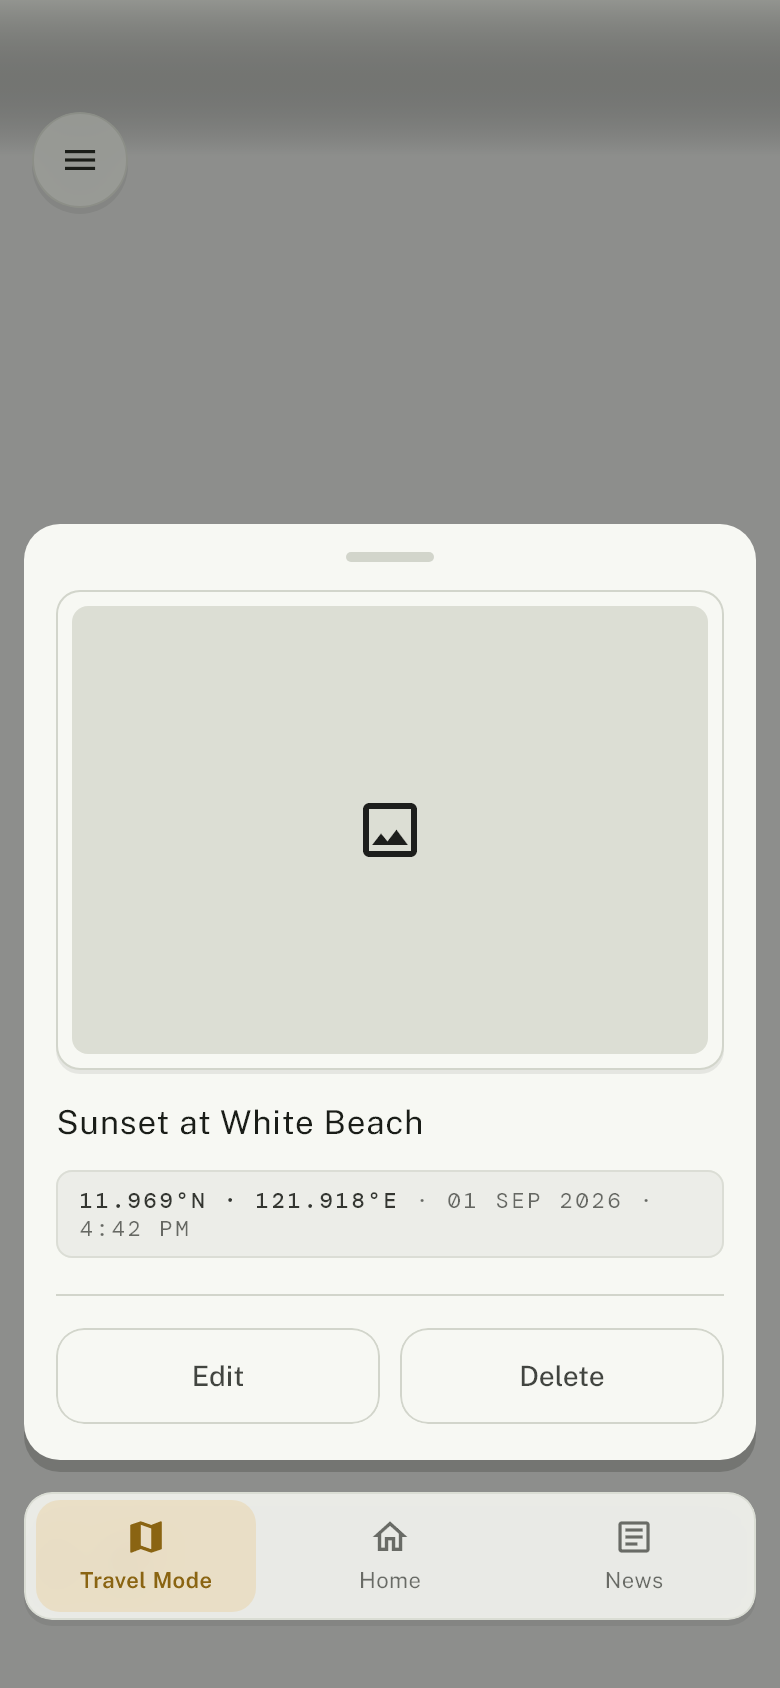 Sunset at White Beach
11.969°N · 121.918°E · 01 SEP 2026 ·
4:42 PM
Edit
Delete
Travel Mode
Home
News